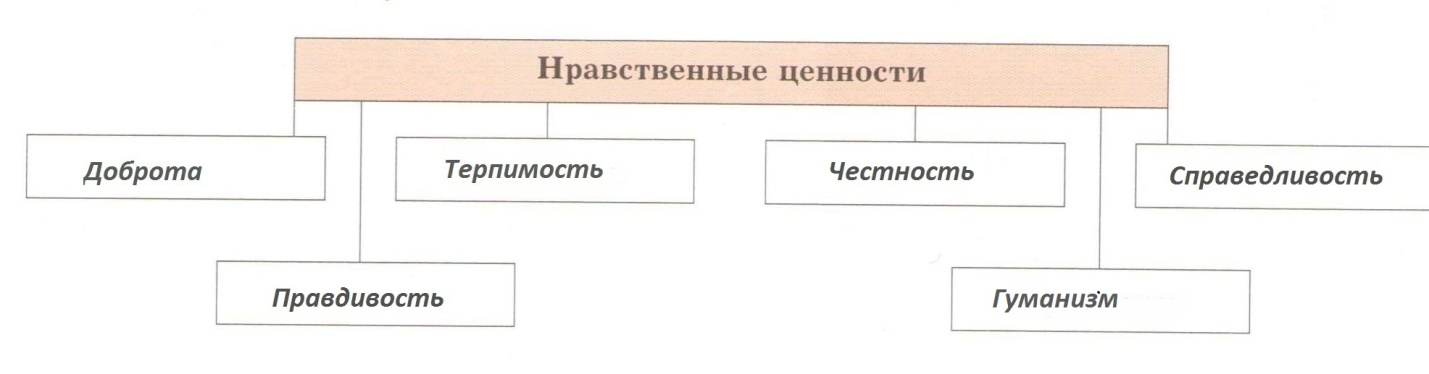 Нравственные ценности
Доброта
Терпимость
Честность
Справедливость
Правдивость
Гуманизм